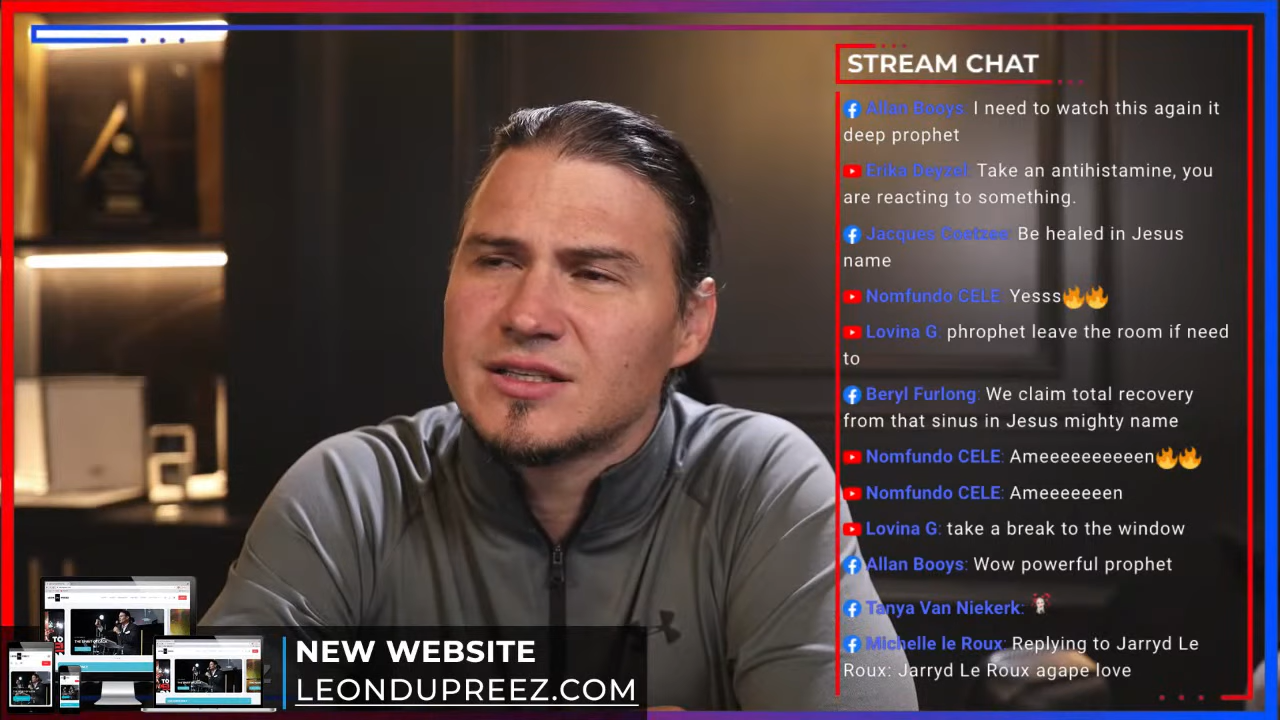 STREAM CHAT
Allan Booys: I need to watch this again it
deep prophet
Erika Deyzel: Take an antihistamine, you
are reacting to something.
Jacques Coetzee: Be healed in Jesus
name
Nomfundo CELE: Yesss🔥🔥
Lovina G: phrophet leave the room if need
to
Beryl Furlong: We claim total recovery
from that sinus in Jesus mighty name
Nomfundo CELE: Ameeeeeeeeeen🔥🔥
Nomfundo CELE: Ameeeeeeen
Lovina G: take a break to the window
Allan Booys: Wow powerful prophet
Tanya Van Niekerk:
Michelle le Roux: Replying to Jarryd Le
Roux: Jarryd Le Roux agape love
NEW WEBSITE
LEONDUPREEZ.COM